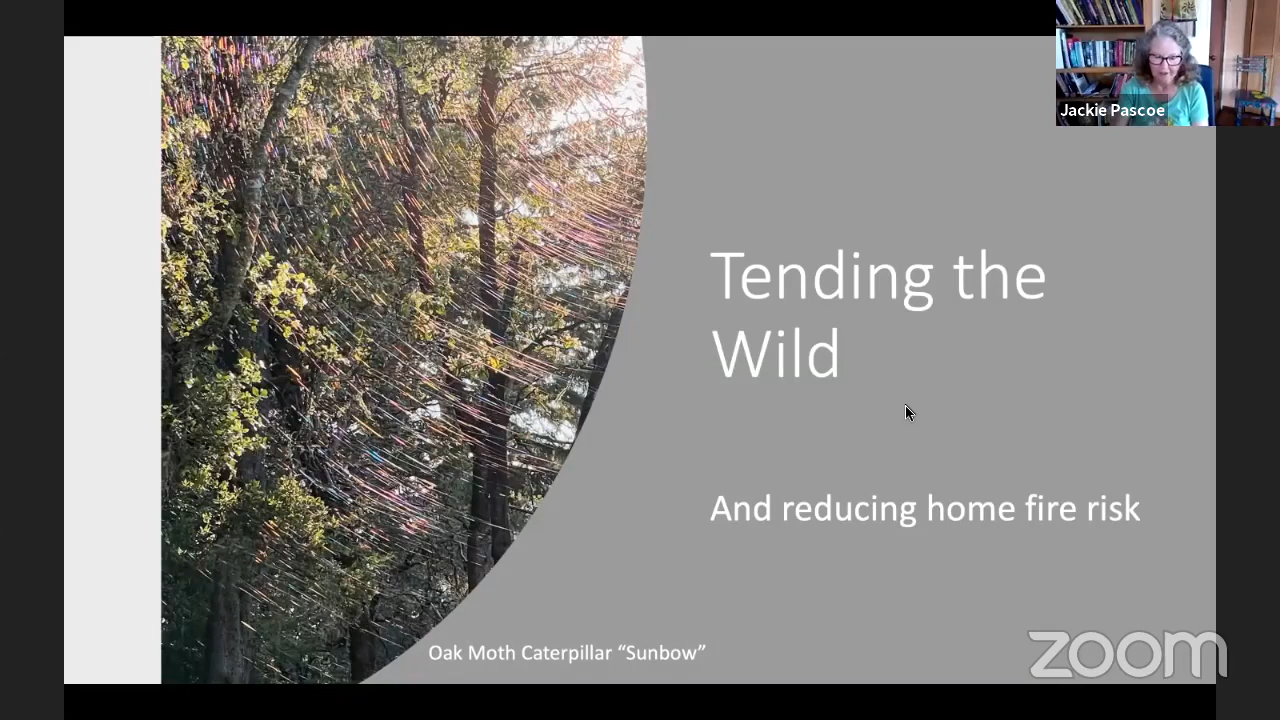 Jackie Pascoe
Tending the
Wild
And reducing home fire risk
Oak Moth Caterpillar “Sunbow”
zoom